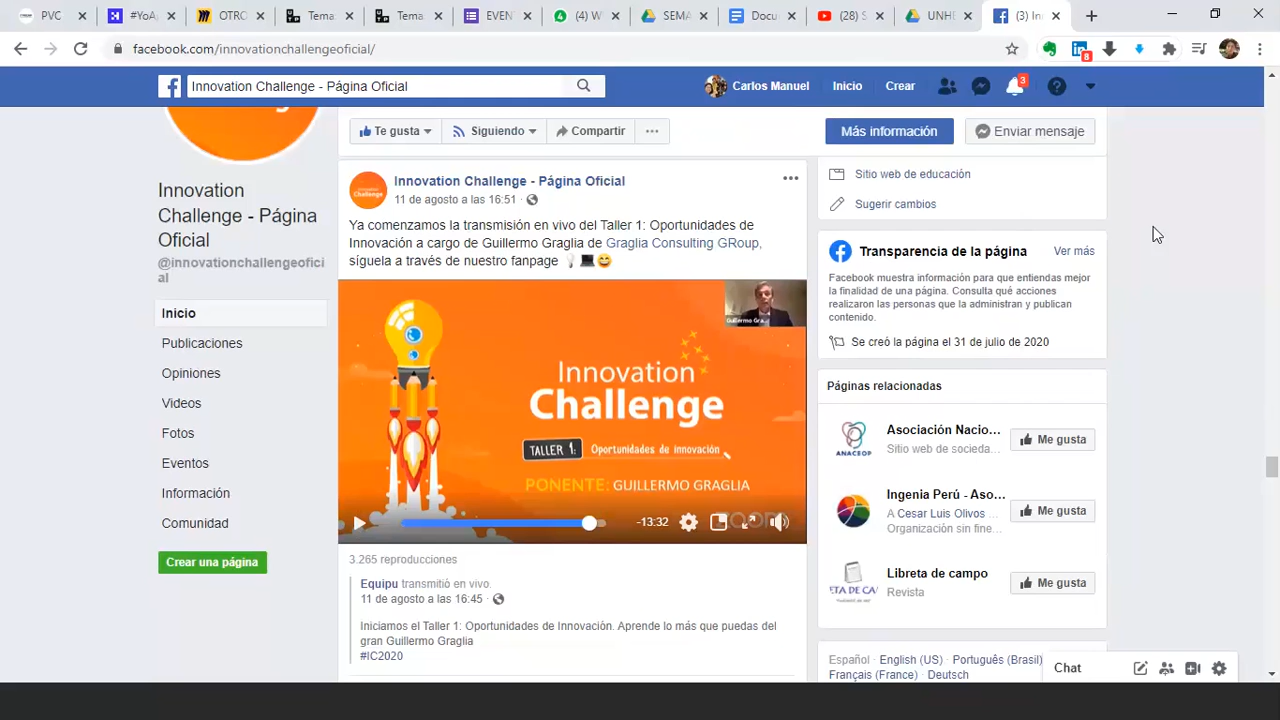 PVC
#YoA
OTRO
Tema
Tema
EVEN
(4) W
SEMA
Docu
(28) S
UNHE
(3) In
facebook.com/innovationchallengeoficial/
8
Innovation Challenge - Página Oficial
Carlos Manuel
Inicio
Crear
3
Te gusta
Siguiendo
Compartir
Más información
Enviar mensaje
Innovation
Challenge - Página
Oficial
@innovationchallengeofici
al
Inicio
Publicaciones
Opiniones
Videos
Fotos
Eventos
Información
Comunidad
Crear una página
Innovation Challenge - Página Oficial
11 de agosto a las 16:51
Ya comenzamos la transmisión en vivo del Taller 1: Oportunidades de
Innovación a cargo de Guillermo Graglia de Graglia Consulting GRoup,
síguela a través de nuestro fanpage
Guillermo Gra...
Innovation
Challenge
TALLER 1:
Oportunidades de innovación
PONENTE: GUILLERMO GRAGLIA
zoom
-13:32
3.265 reproducciones
Equipu transmitió en vivo.
11 de agosto a las 16:45
Iniciamos el Taller 1: Oportunidades de Innovación. Aprende lo más que puedas del
gran Guillermo Graglia
#IC2020
Sitio web de educación
Sugerir cambios
Transparencia de la página
Ver más
Facebook muestra información para que entiendas mejor
la finalidad de una página. Consulta qué acciones
realizaron las personas que la administran y publican
contenido.
Se creó la página el 31 de julio de 2020
Páginas relacionadas
ANACEOP
Asociación Nacio...
Sitio web de socieda...
Me gusta
Ingenia Perú - Aso...
A Cesar Luis Olivos ...
Organización sin fine...
Me gusta
Libreta de campo
Revista
Me gusta
Español · English (US) · Português (Brasil)
Français (France) · Deutsch
Chat